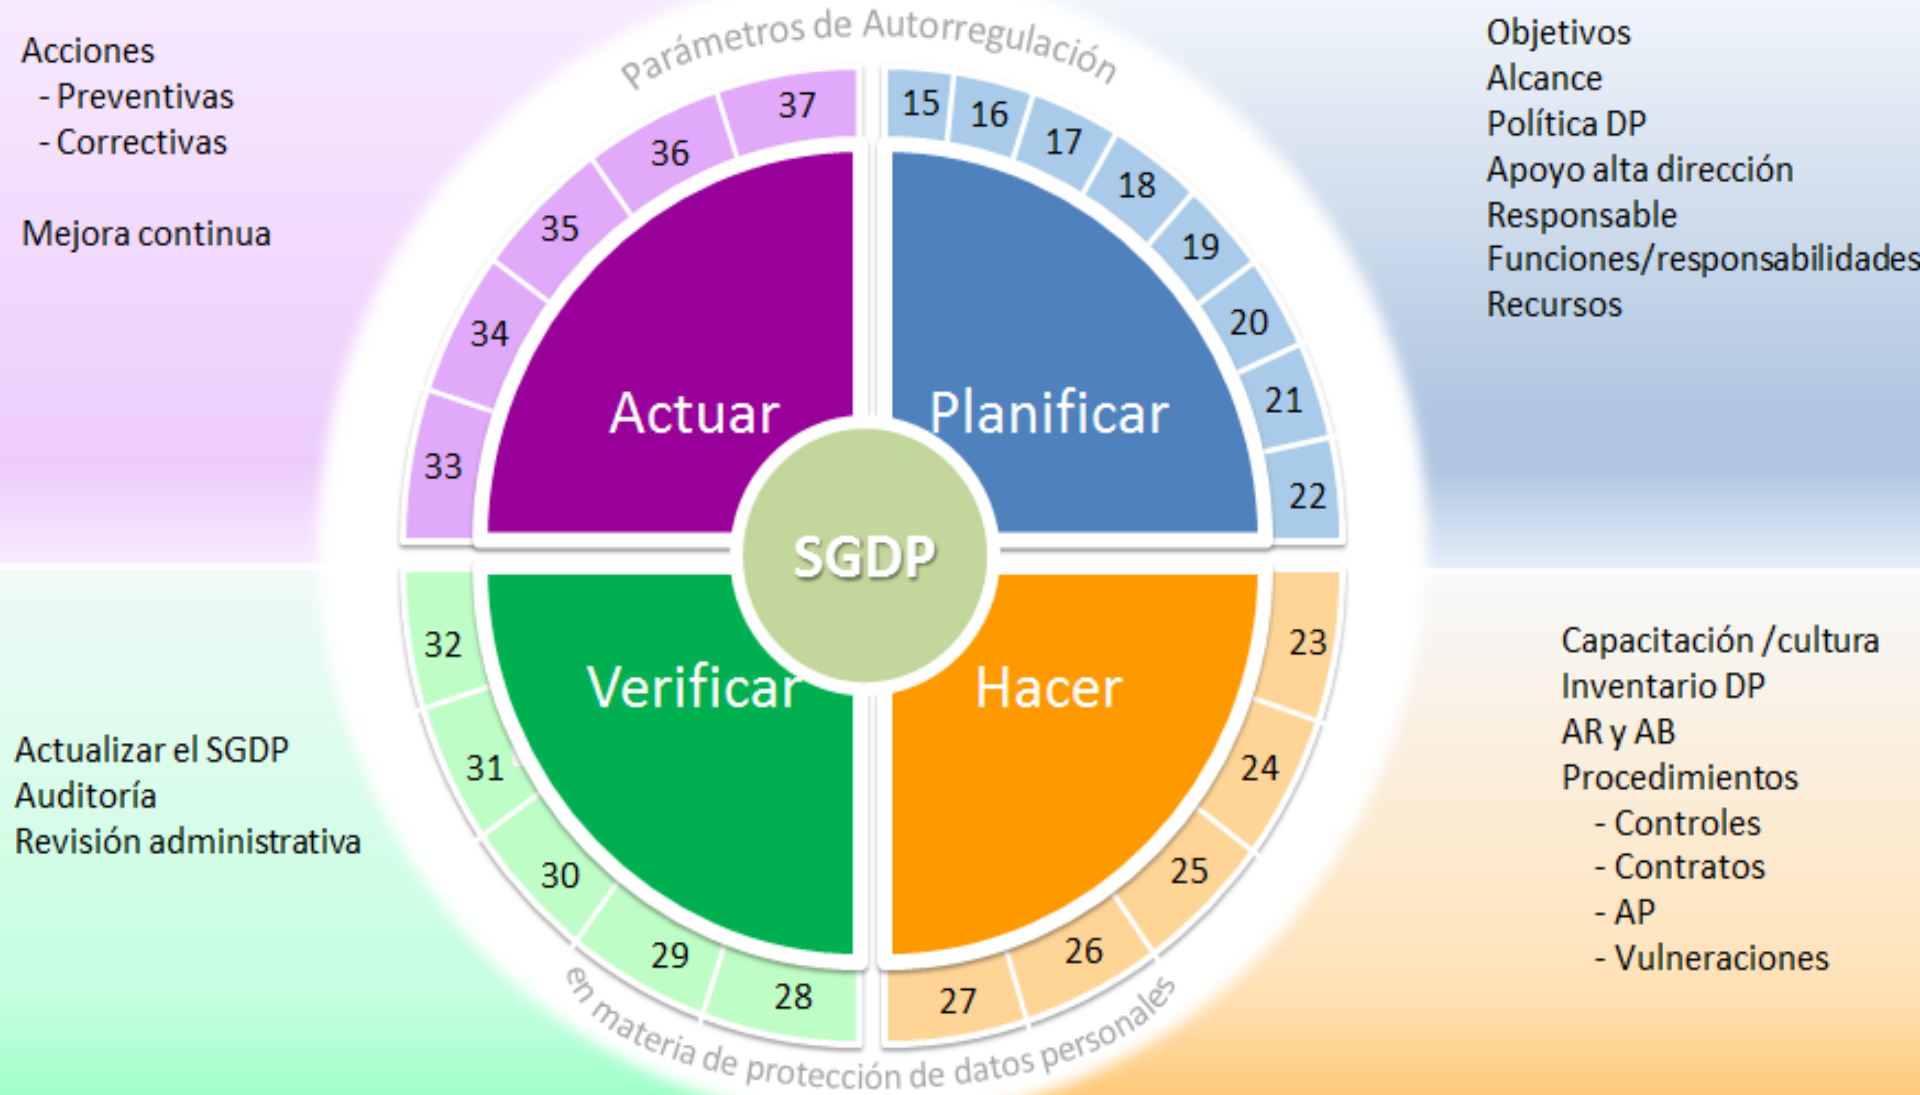 Parámetros de Autorregulación
Acciones
- Preventivas
- Correctivas
Mejora continua
Objetivos
Alcance
Política DP
Apoyo alta dirección
Responsable
Funciones/responsabilidades
Recursos
37
36
35
34
33
15
16
17
18
19
20
21
22
Actuar
Planificar
SGDP
Verificar
Hacer
32
31
30
29
28
23
24
25
26
27
Actualizar el SGDP
Auditoría
Revisión administrativa
Capacitación /cultura
Inventario DP
AR y AB
Procedimientos
- Controles
- Contratos
- AP
- Vulneraciones
en materia de protección de datos personales